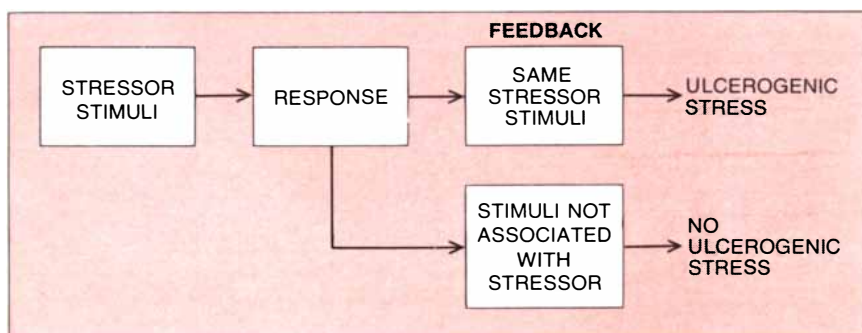 FEEDBACK
STRESSOR
STIMULI
RESPONSE
SAME
STRESSOR
STIMULI
ULCEROGENIC
STRESS
STIMULI NOT
ASSOCIATED
WITH
STRESSOR
NO
ULCEROGENIC
STRESS